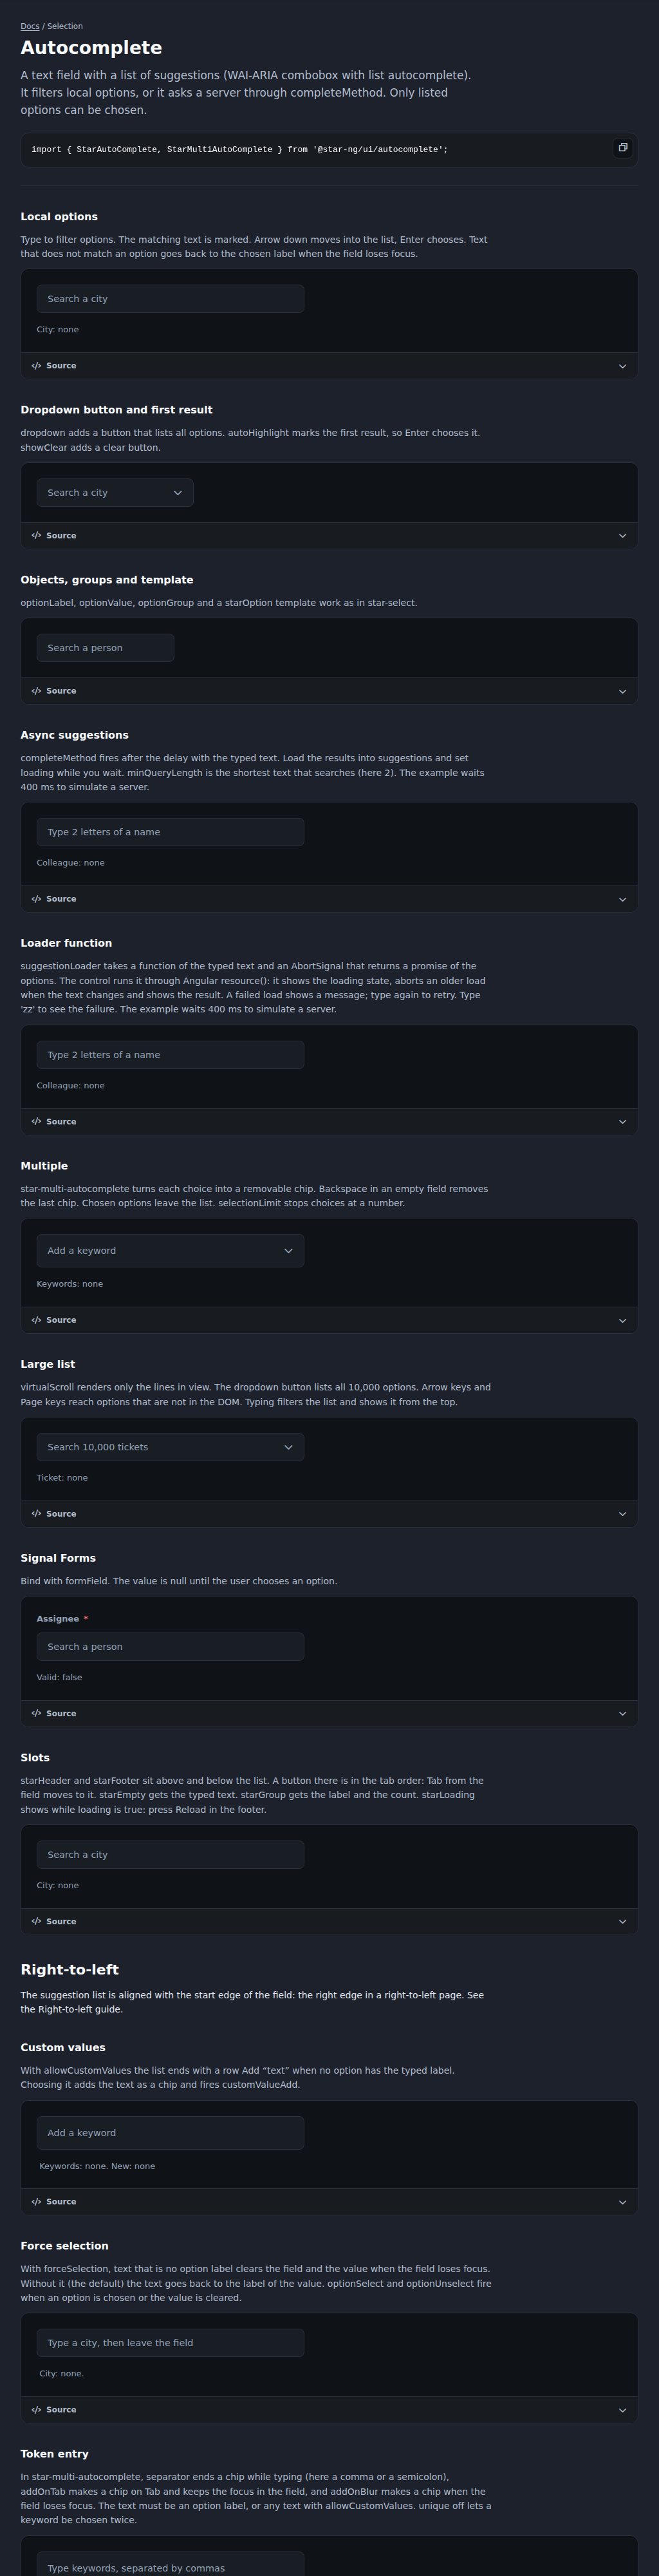 Docs / Selection
Autocomplete
A text field with a list of suggestions (WAI-ARIA combobox with list autocomplete).
It filters local options, or it asks a server through completeMethod. Only listed
options can be chosen.
import { StarAutoComplete, StarMultiAutoComplete } from '@star-ng/ui/autocomplete';
Local options
Type to filter options. The matching text is marked. Arrow down moves into the list, Enter chooses. Text
that does not match an option goes back to the chosen label when the field loses focus.
Search a city
City: none
Source
Dropdown button and first result
dropdown adds a button that lists all options. autoHighlight marks the first result, so Enter chooses it.
showClear adds a clear button.
Search a city
Source
Objects, groups and template
optionLabel, optionValue, optionGroup and a starOption template work as in star-select.
Search a person
Source
Async suggestions
completeMethod fires after the delay with the typed text. Load the results into suggestions and set
loading while you wait. minQueryLength is the shortest text that searches (here 2). The example waits
400 ms to simulate a server.
Type 2 letters of a name
Colleague: none
Source
Loader function
suggestionLoader takes a function of the typed text and an AbortSignal that returns a promise of the
options. The control runs it through Angular resource(): it shows the loading state, aborts an older load
when the text changes and shows the result. A failed load shows a message; type again to retry. Type
'zz' to see the failure. The example waits 400 ms to simulate a server.
Type 2 letters of a name
Colleague: none
Source
Multiple
star-multi-autocomplete turns each choice into a removable chip. Backspace in an empty field removes
the last chip. Chosen options leave the list. selectionLimit stops choices at a number.
Add a keyword
Keywords: none
Source
Large list
virtualScroll renders only the lines in view. The dropdown button lists all 10,000 options. Arrow keys and
Page keys reach options that are not in the DOM. Typing filters the list and shows it from the top.
Search 10,000 tickets
Ticket: none
Source
Signal Forms
Bind with formField. The value is null until the user chooses an option.
Assignee *
Search a person
Valid: false
Source
Slots
starHeader and starFooter sit above and below the list. A button there is in the tab order: Tab from the
field moves to it. starEmpty gets the typed text. starGroup gets the label and the count. starLoading
shows while loading is true: press Reload in the footer.
Search a city
City: none
Source
Right-to-left
The suggestion list is aligned with the start edge of the field: the right edge in a right-to-left page. See
the Right-to-left guide.
Custom values
With allowCustomValues the list ends with a row Add “text” when no option has the typed label.
Choosing it adds the text as a chip and fires customValueAdd.
Add a keyword
Keywords: none. New: none
Source
Force selection
With forceSelection, text that is no option label clears the field and the value when the field loses focus.
Without it (the default) the text goes back to the label of the value. optionSelect and optionUnselect fire
when an option is chosen or the value is cleared.
Type a city, then leave the field
City: none.
Source
Token entry
In star-multi-autocomplete, separator ends a chip while typing (here a comma or a semicolon),
addOnTab makes a chip on Tab and keeps the focus in the field, and addOnBlur makes a chip when the
field loses focus. The text must be an option label, or any text with allowCustomValues. unique off lets a
keyword be chosen twice.
Type keywords, separated by commas